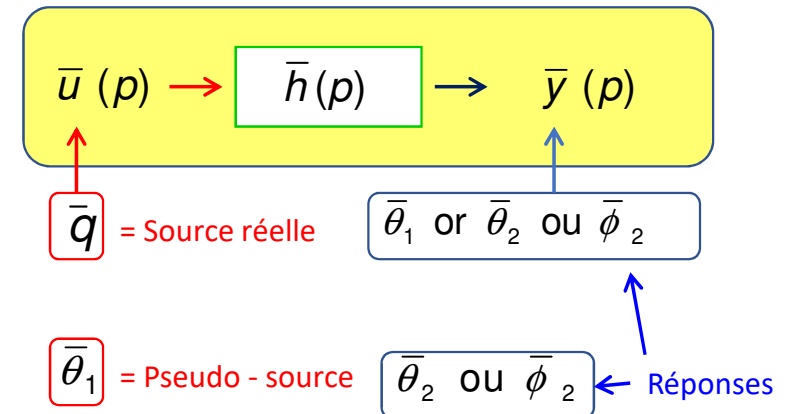 u̅ (p) → h̅(p) → y̅ (p)
q̅ = Source réelle θ̅₁ or θ̅₂ ou ϕ̅ ₂
θ̅₁ = Pseudo - source θ̅₂ ou ϕ̅ ₂ Réponses